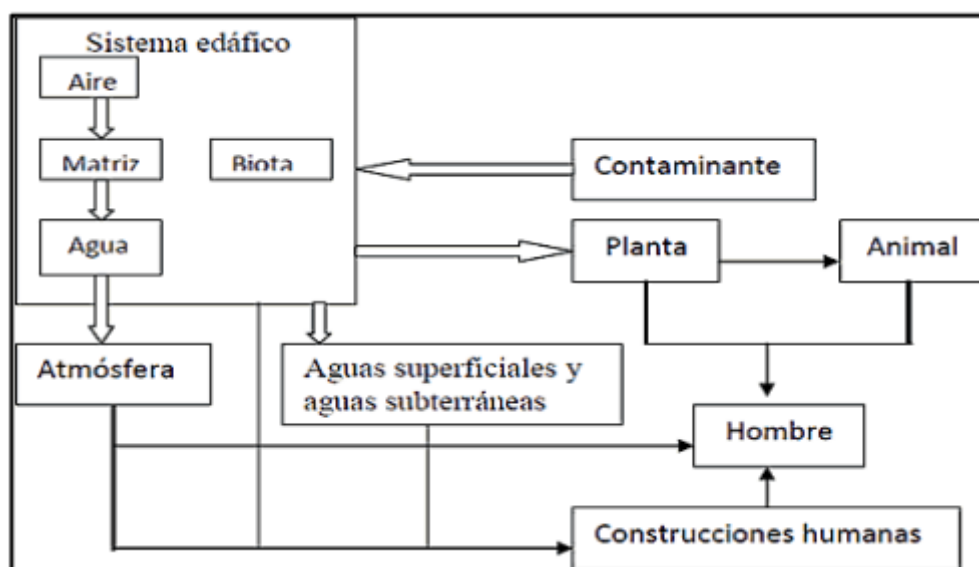 Sistema edáfico
Aire
Matriz
Biota
Contaminante
Agua
Planta
Animal
Atmósfera
Aguas superficiales y
aguas subterráneas
Hombre
Construcciones humanas